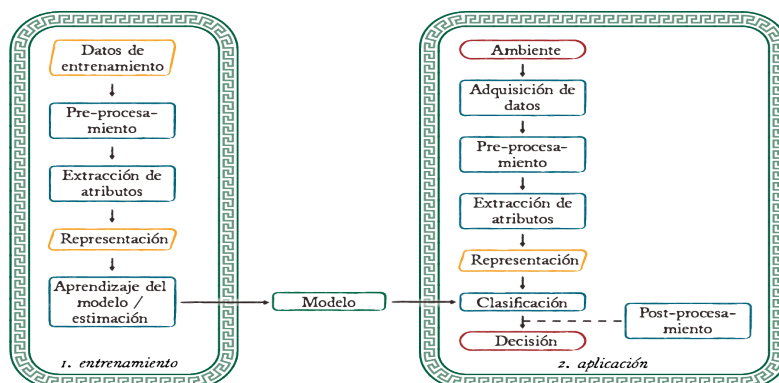 Datos de
entrenamiento
Pre-procesa-
miento
Extracción de
atributos
Representación
Aprendizaje del
modelo /
estimación
1. entrenamiento
Modelo
Ambiente
Adquisición de
datos
Pre-procesa-
miento
Extracción de
atributos
Representación
Clasificación
Post-procesa-
miento
Decisión
2. aplicación